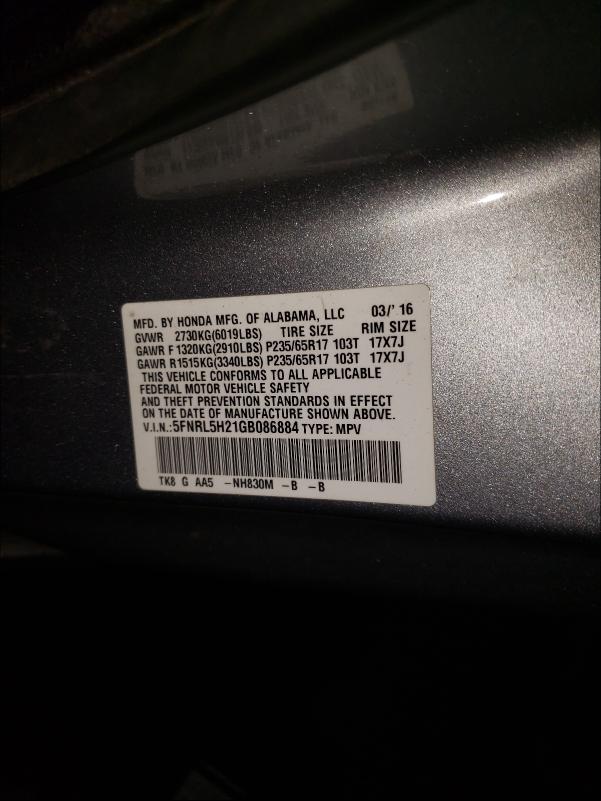 MFD. BY HONDA MFG. OF ALABAMA, LLC 03/' 16
GVWR 2730KG(6019LBS) TIRE SIZE RIM SIZE
GAWR F 1320KG(2910LBS) P235/65R17 103T 17X7J
GAWR R1515KG(3340LBS) P235/65R17 103T 17X7J
THIS VEHICLE CONFORMS TO ALL APPLICABLE
FEDERAL MOTOR VEHICLE SAFETY
AND THEFT PREVENTION STANDARDS IN EFFECT
ON THE DATE OF MANUFACTURE SHOWN ABOVE.
V.I.N.:5FNRL5H21GB086884 TYPE: MPV
TK8 G AA5 -NH830M -B -B